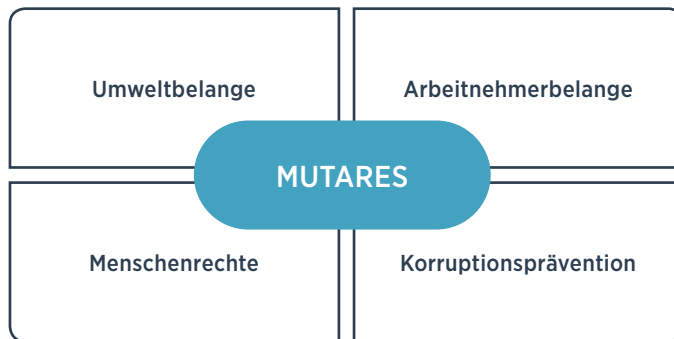 Umweltbelange
Arbeitnehmerbelange
MUTARES
Menschenrechte
Korruptionsprävention